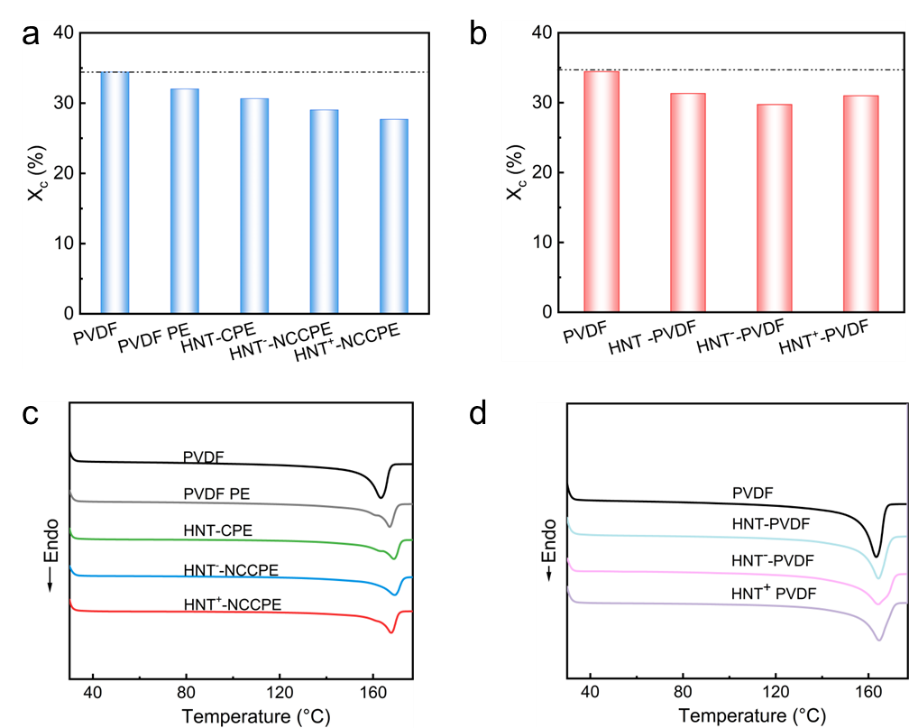 a
40
30
20
10
0
X_c (%)
PVDF
PVDF PE
HNT-CPE
HNT⁻-NCCPE
HNT⁺-NCCPE
b
40
30
20
10
0
X_c (%)
PVDF
HNT -PVDF
HNT⁻-PVDF
HNT⁺-PVDF
c
PVDF
PVDF PE
HNT-CPE
HNT⁻-NCCPE
HNT⁺-NCCPE
← Endo
40 80 120 160
Temperature (°C)
d
PVDF
HNT-PVDF
HNT⁻-PVDF
HNT⁺ PVDF
← Endo
40 80 120 160
Temperature (°C)